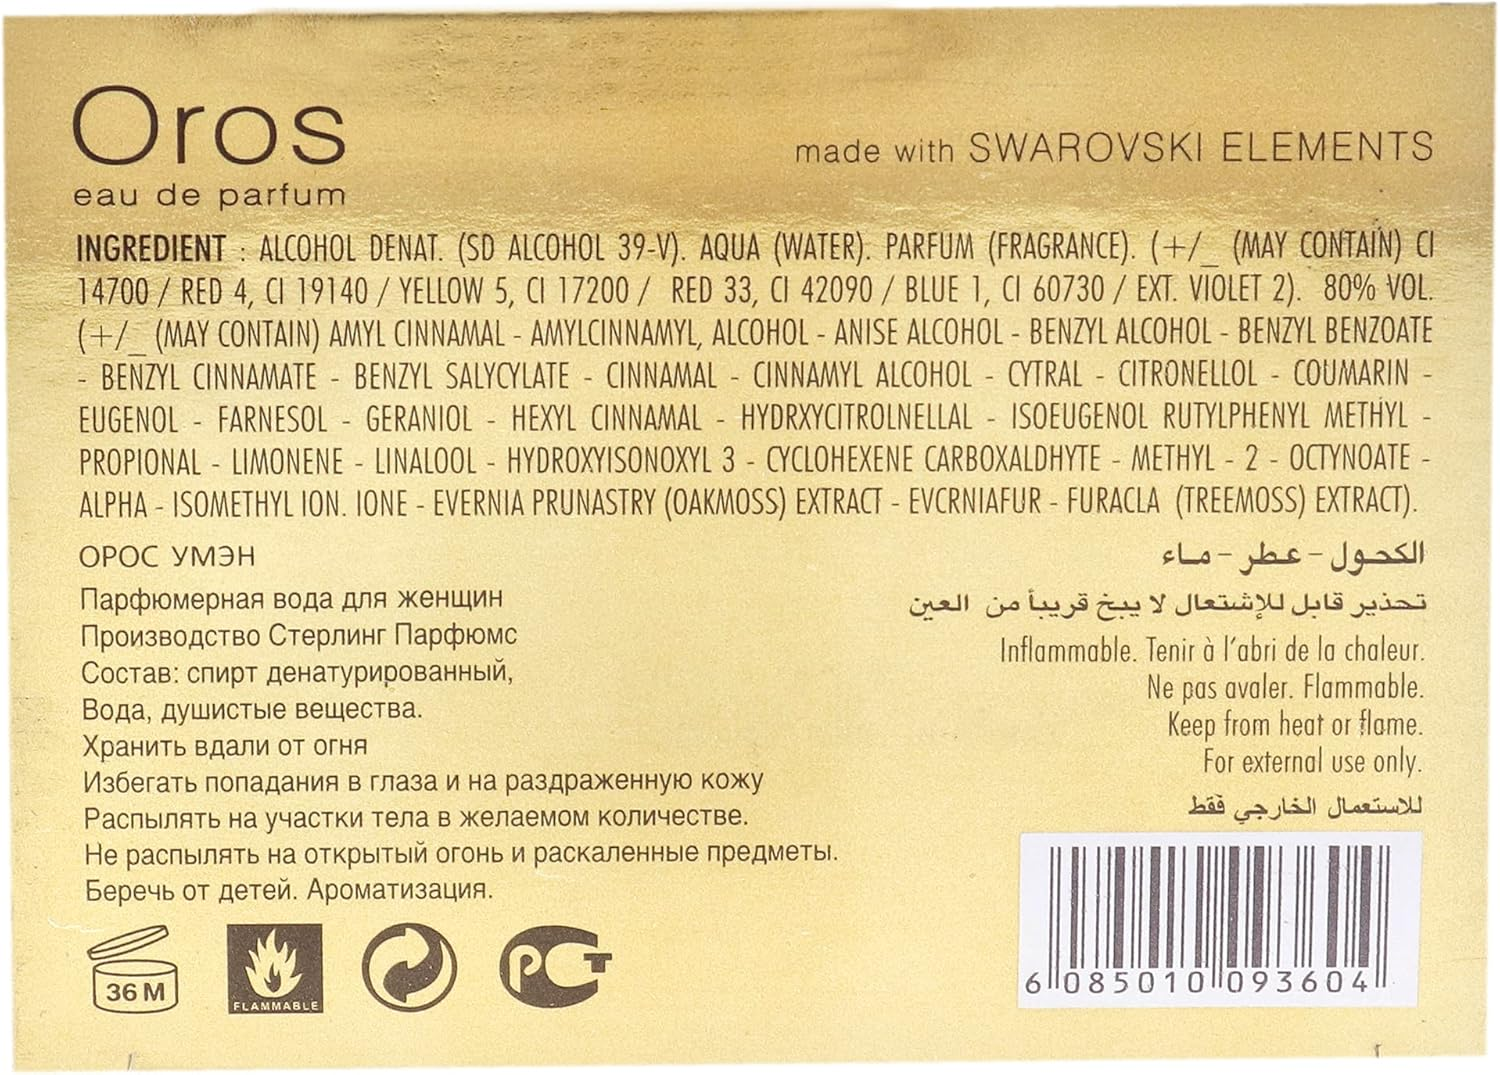 Oros
eau de parfum
made with SWAROVSKI ELEMENTS
INGREDIENT : ALCOHOL DENAT. (SD ALCOHOL 39-V). AQUA (WATER). PARFUM (FRAGRANCE). (+/_ (MAY CONTAIN) CI
14700 / RED 4, CI 19140 / YELLOW 5, CI 17200 / RED 33, CI 42090 / BLUE 1, CI 60730 / EXT. VIOLET 2). 80% VOL.
(+/_ (MAY CONTAIN) AMYL CINNAMAL - AMYLCINNAMYL, ALCOHOL - ANISE ALCOHOL - BENZYL ALCOHOL - BENZYL BENZOATE
- BENZYL CINNAMATE - BENZYL SALYCYLATE - CINNAMAL - CINNAMYL ALCOHOL - CYTRAL - CITRONELLOL - COUMARIN -
EUGENOL - FARNESOL - GERANIOL - HEXYL CINNAMAL - HYDRXYCITROLNELLAL - ISOEUGENOL RUTYLPHENYL METHYL -
PROPIONAL - LIMONENE - LINALOOL - HYDROXYISONOXYL 3 - CYCLOHEXENE CARBOXALDHYTE - METHYL - 2 - OCTYNOATE -
ALPHA - ISOMETHYL ION. IONE - EVERNIA PRUNASTRY (OAKMOSS) EXTRACT - EVCRNIAFUR - FURACLA (TREEMOSS) EXTRACT).
ОРОС УМЭН
Парфюмерная вода для женщин
Производство Стерлинг Парфюмс
Состав: спирт денатурированный,
Вода, душистые вещества.
Хранить вдали от огня
Избегать попадания в глаза и на раздраженную кожу
Распылять на участки тела в желаемом количестве.
Не распылять на открытый огонь и раскаленные предметы.
Беречь от детей. Ароматизация.
الكحول - عطر - ماء
تحذير قابل للإشتعال لا يبخ قريباً من العين
Inflammable. Tenir à l'abri de la chaleur.
Ne pas avaler. Flammable.
Keep from heat or flame.
For external use only.
للاستعمال الخارجي فقط
36 M
FLAMMABLE
РСТ
6 085010 093604